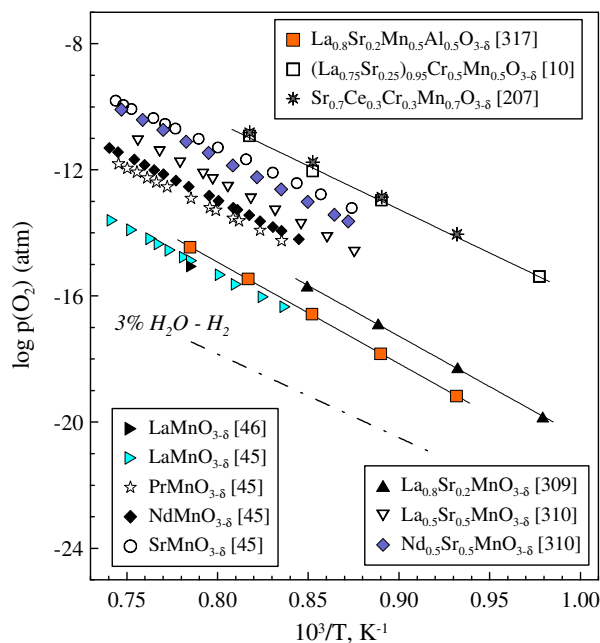 La0.8Sr0.2Mn0.5Al0.5O3-δ [317]
(La0.75Sr0.25)0.95Cr0.5Mn0.5O3-δ [10]
Sr0.7Ce0.3Cr0.3Mn0.7O3-δ [207]
-8
-12
-16
-20
-24
log p(O2) (atm)
3% H2O - H2
LaMnO3-δ [46]
LaMnO3-δ [45]
PrMnO3-δ [45]
NdMnO3-δ [45]
SrMnO3-δ [45]
La0.8Sr0.2MnO3-δ [309]
La0.5Sr0.5MnO3-δ [310]
Nd0.5Sr0.5MnO3-δ [310]
0.75 0.80 0.85 0.90 0.95 1.00
10³/T, K⁻¹